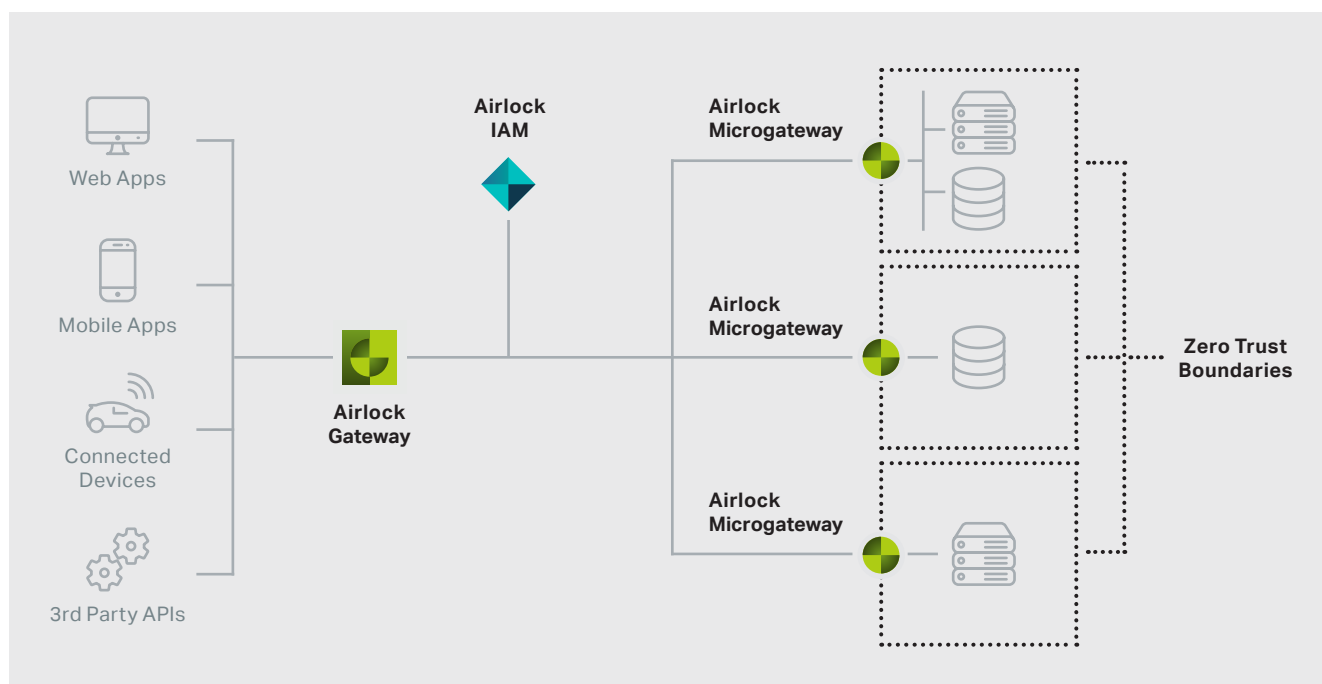 Web Apps
Mobile Apps
Connected
Devices
3rd Party APIs
Airlock
Gateway
Airlock
IAM
Airlock
Microgateway
Airlock
Microgateway
Airlock
Microgateway
Zero Trust
Boundaries